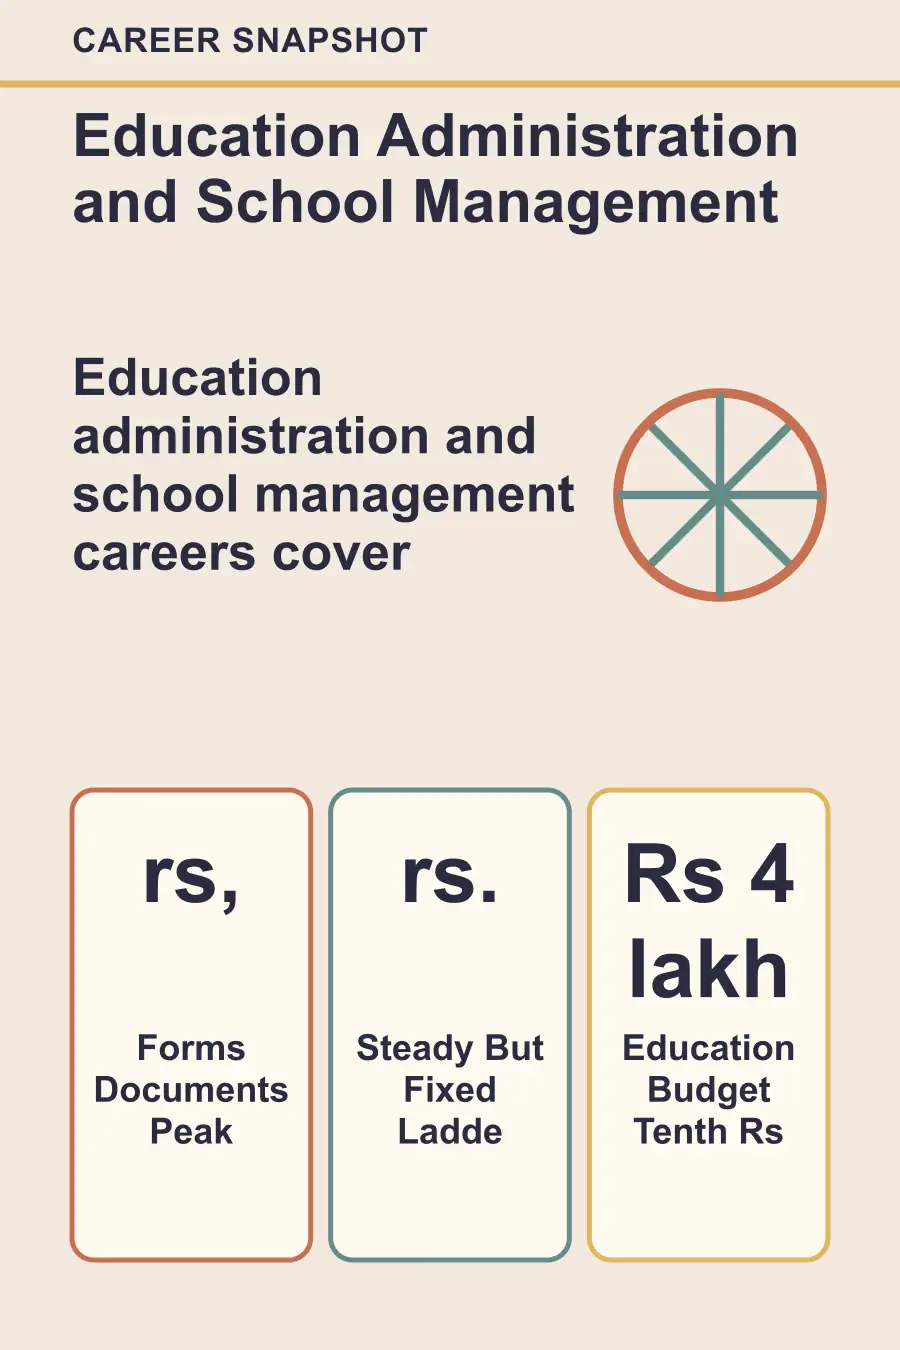 CAREER SNAPSHOT
Education Administration
and School Management
Education
administration and
school management
careers cover
rs,
Forms
Documents
Peak
rs.
Steady But
Fixed
Ladde
Rs 4
lakh
Education
Budget
Tenth Rs